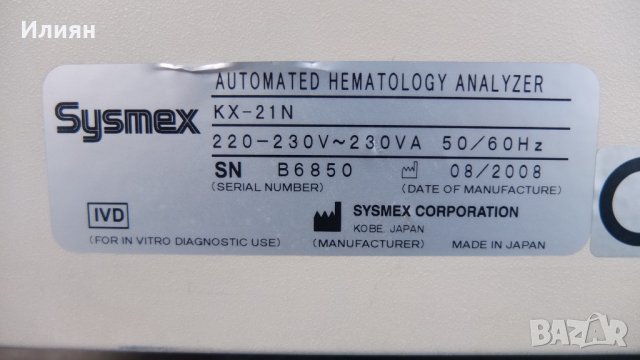 Илиян
Sysmex
AUTOMATED HEMATOLOGY ANALYZER
KX-21N
220-230V~230VA 50/60Hz
SN B6850 08/2008
(SERIAL NUMBER) (DATE OF MANUFACTURE)
IVD SYSMEX CORPORATION
KOBE, JAPAN
(FOR IN VITRO DIAGNOSTIC USE) (MANUFACTURER) MADE IN JAPAN
BAZAR